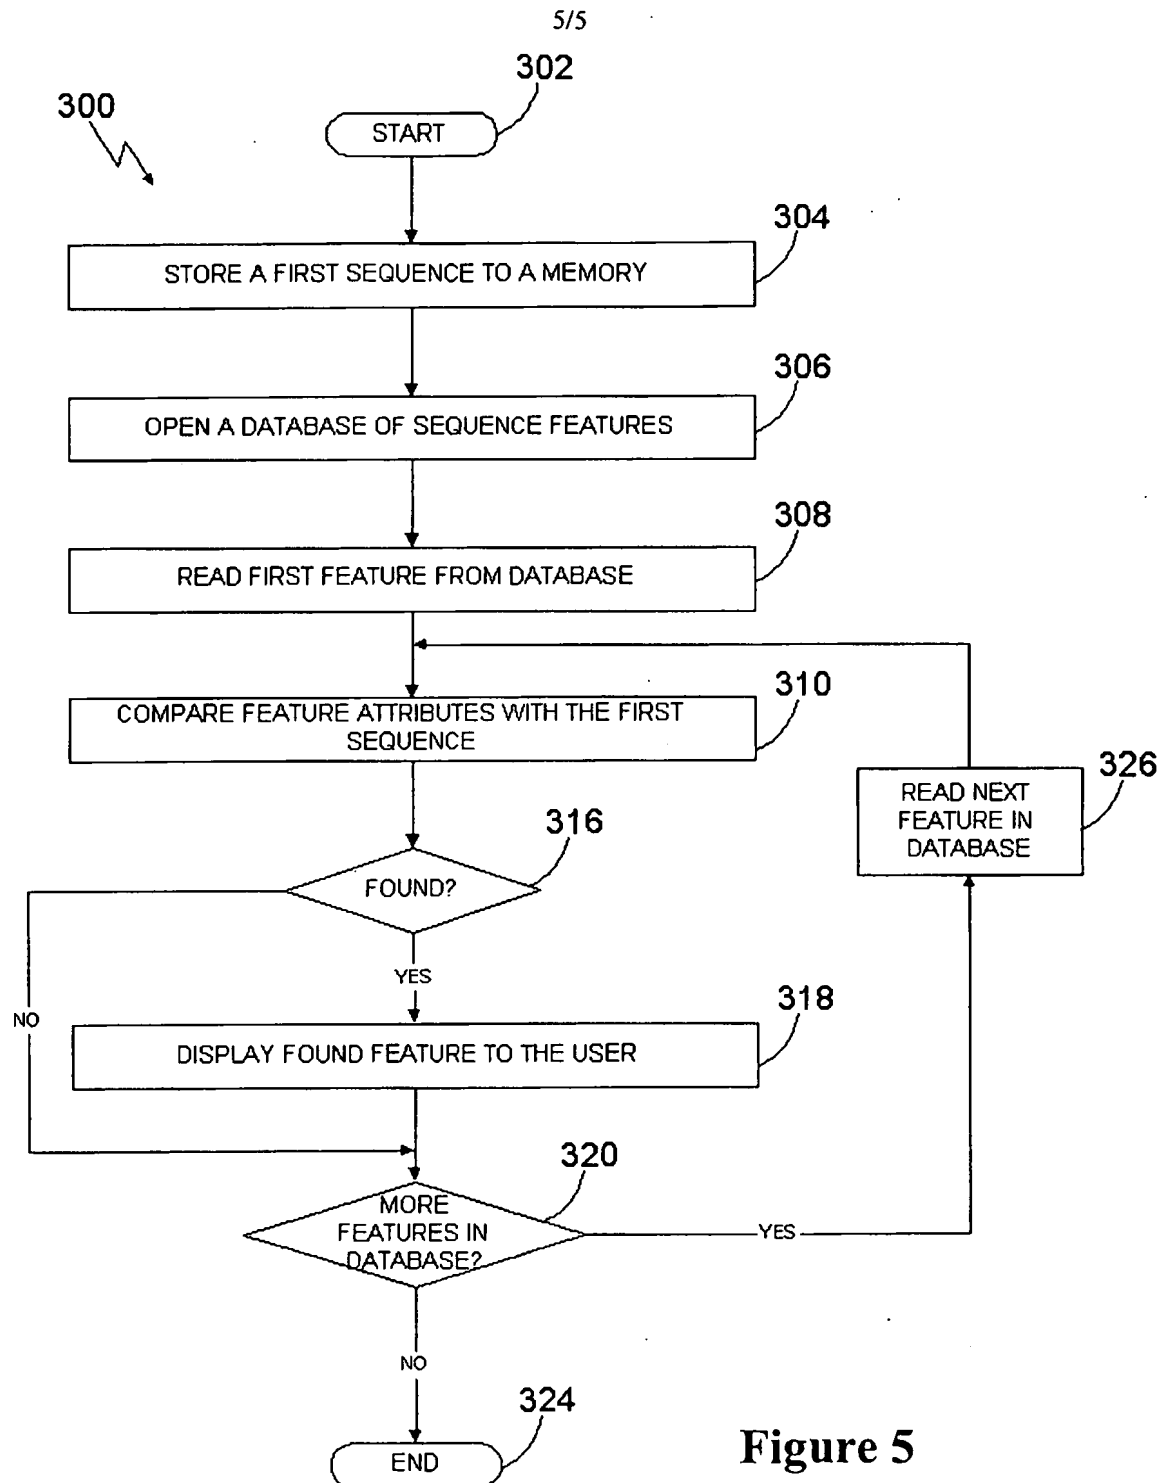 5/5
302
300
START
304
STORE A FIRST SEQUENCE TO A MEMORY
306
OPEN A DATABASE OF SEQUENCE FEATURES
308
READ FIRST FEATURE FROM DATABASE
310
COMPARE FEATURE ATTRIBUTES WITH THE FIRST
SEQUENCE
326
READ NEXT
FEATURE IN
DATABASE
316
FOUND?
YES
NO
318
DISPLAY FOUND FEATURE TO THE USER
320
MORE
FEATURES IN
DATABASE?
YES
NO
324
END
Figure 5